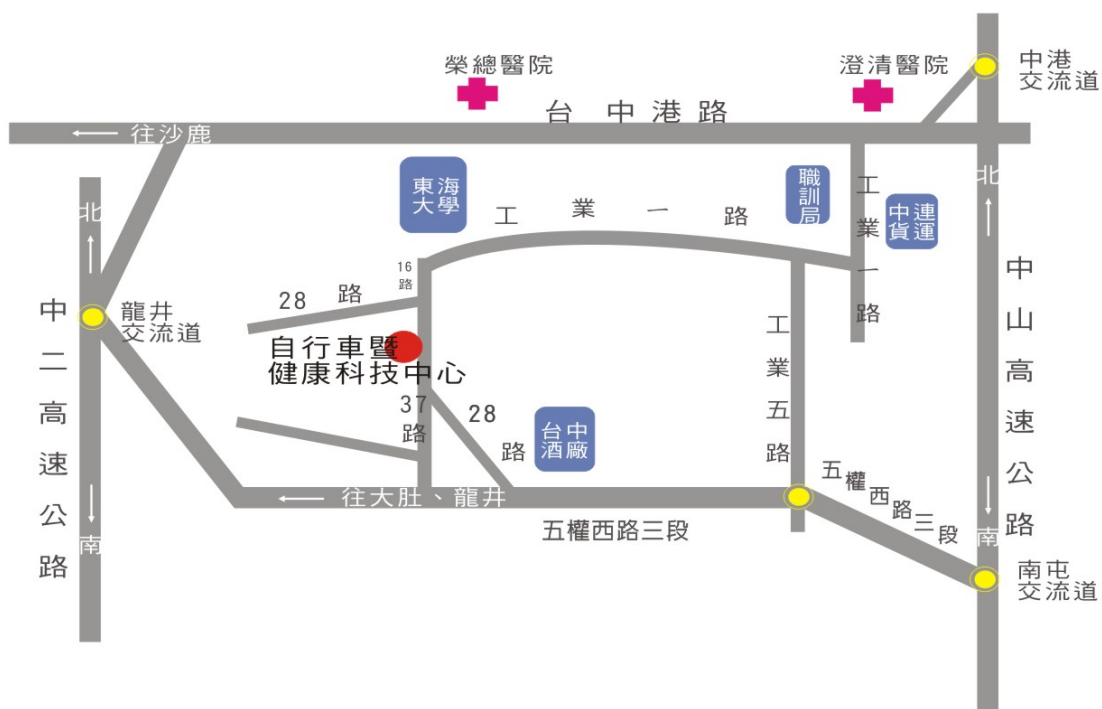 榮總醫院
澄清醫院
中港
交流道
台 中港路
往沙鹿
東海
大學
職訓局
中連
貨運
工業一路
工業一路
北
北
16
路
28 路
龍井
交流道
自行車暨
健康科技中心
37
路
28
路
台中
酒廠
工業五路
中二高速公路
中山高速公路
往大肚、龍井
五權西路三段
五權西路三段
南
南
南屯
交流道